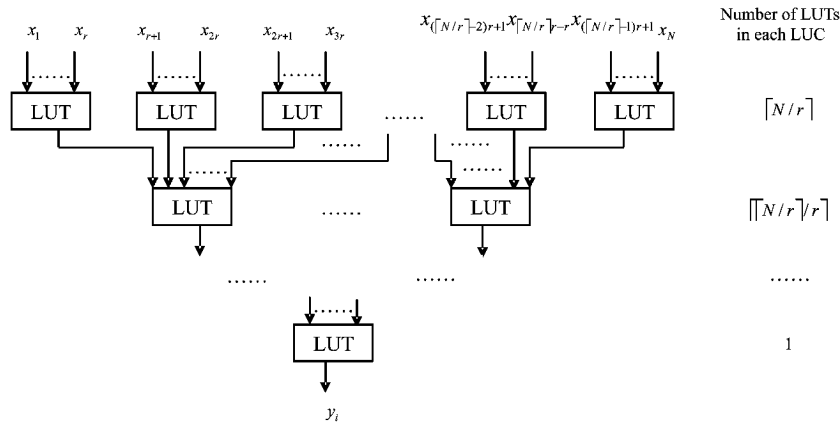 Number of LUTs
in each LUC
x₁ xᵣ xᵣ₊₁ x₂ᵣ x₂ᵣ₊₁ x₃ᵣ x₍⌈N/r⌉₋₂₎ᵣ₊₁ x⌈N/r⌉r−r x₍⌈N/r⌉₋₁₎ᵣ₊₁ x_N
...... ...... ...... ...... ......
LUT LUT LUT ...... LUT LUT ⌈N/r⌉
...... ......
...... ......
LUT ...... LUT ⌈⌈N/r⌉/r⌉
...... ...... ......
......
LUT 1
yᵢ